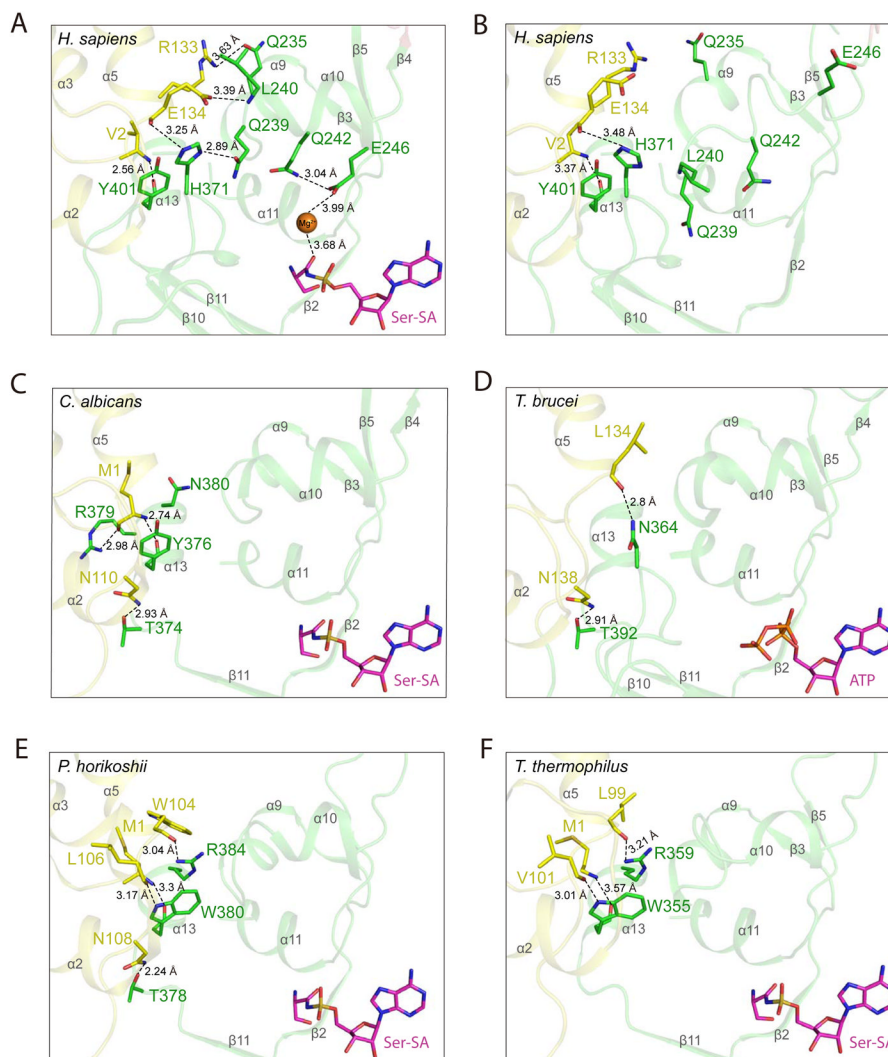 A
H. sapiens
R133
3.63 Å
Q235
β5
β4
α3
α5
α9
α10
3.39 Å
L240
β3
E134
V2
3.25 Å
2.89 Å
Q239
Q242
E246
2.56 Å
3.04 Å
Y401
α13
H371
α2
α11
3.99 Å
Mg²⁺
3.68 Å
β11
β2
β10
Ser-SA
B
H. sapiens
R133
Q235
E246
α5
α9
β5
β3
E134
V2
3.48 Å
H371
Q242
3.37 Å
L240
Y401
α13
α2
α11
Q239
β2
β11
β10
C
C. albicans
β5
β4
α9
α5
M1
N380
α10
β3
R379
2.74 Å
2.98 Å
Y376
α13
α11
N110
α2
2.93 Å
T374
β2
β11
Ser-SA
D
T. brucei
β4
L134
α9
α5
β5
α10
β3
2.8 Å
N364
α13
α11
N138
α2
2.91 Å
T392
β2
β10
β11
ATP
E
P. horikoshii
α3
α5
W104
α9
α10
M1
3.04 Å
R384
L106
3.3 Å
3.17 Å
W380
α13
N108
α11
α2
2.24 Å
T378
β11
β2
Ser-SA
F
T. thermophilus
L99
α5
α9
β5
M1
3.21 Å
R359
α10
β3
V101
3.57 Å
3.01 Å
W355
α13
α2
α11
β11
β2
Ser-SA